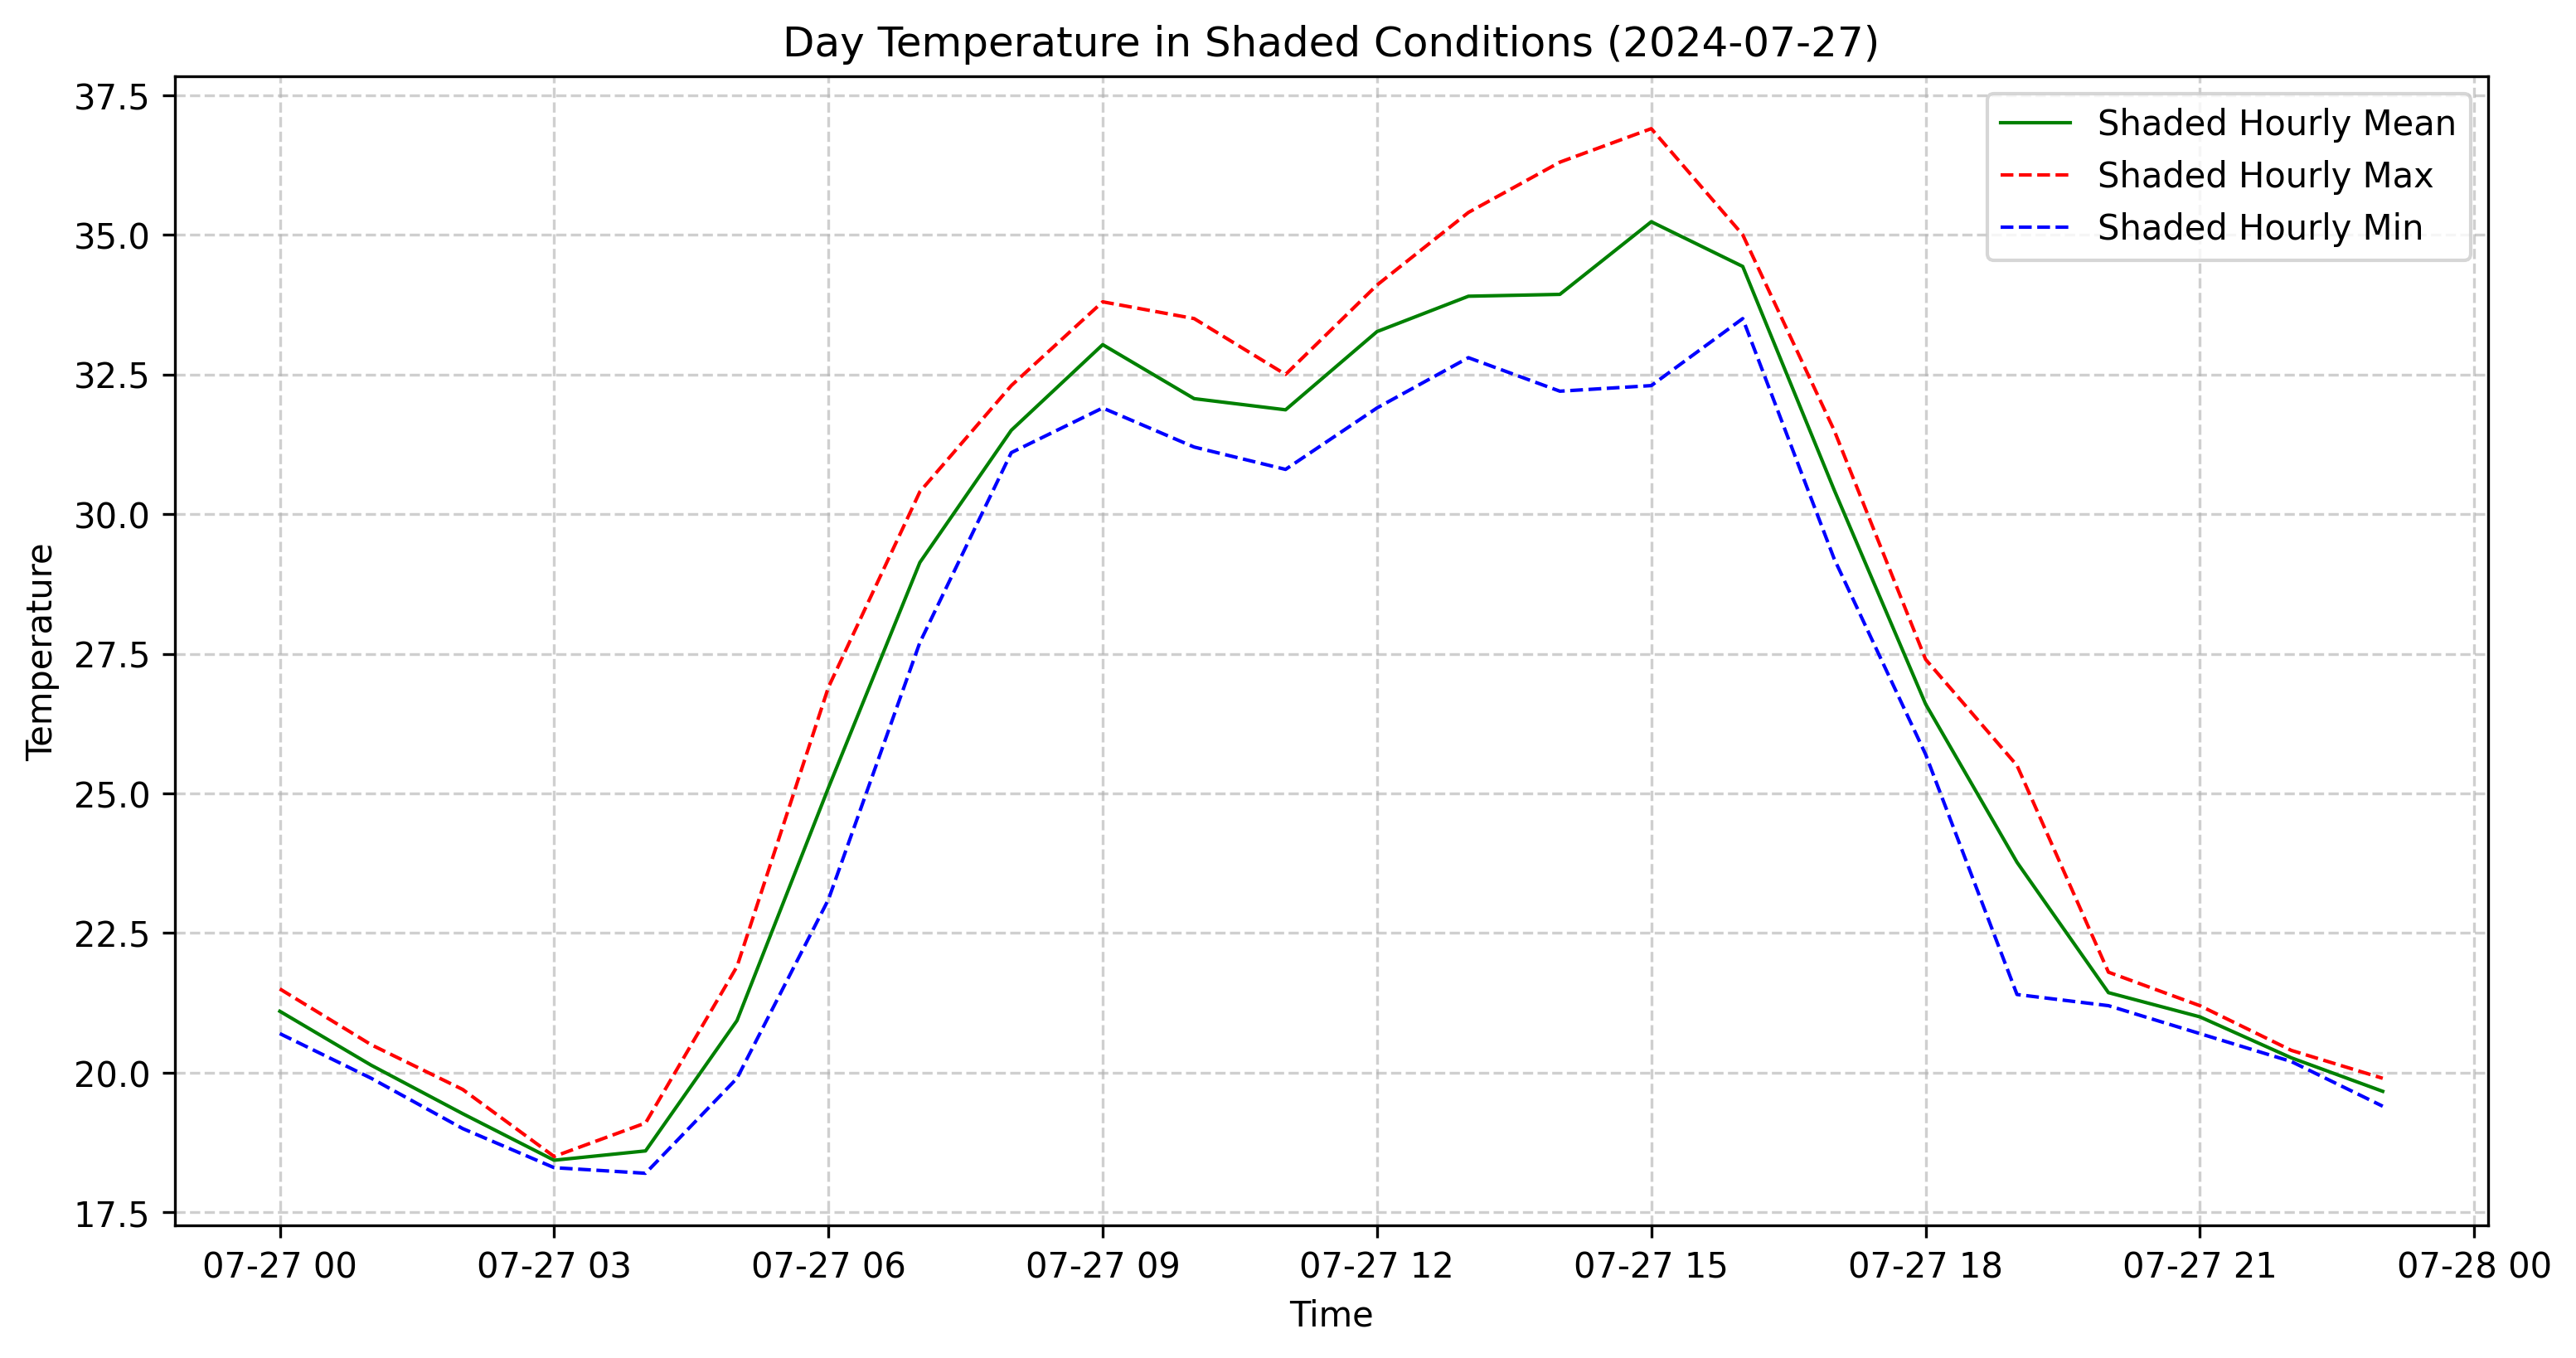 Day Temperature in Shaded Conditions (2024-07-27)
37.5
35.0
32.5
30.0
27.5
25.0
22.5
20.0
17.5
Temperature
Shaded Hourly Mean
Shaded Hourly Max
Shaded Hourly Min
07-27 00 07-27 03 07-27 06 07-27 09 07-27 12 07-27 15 07-27 18 07-27 21 07-28 00
Time